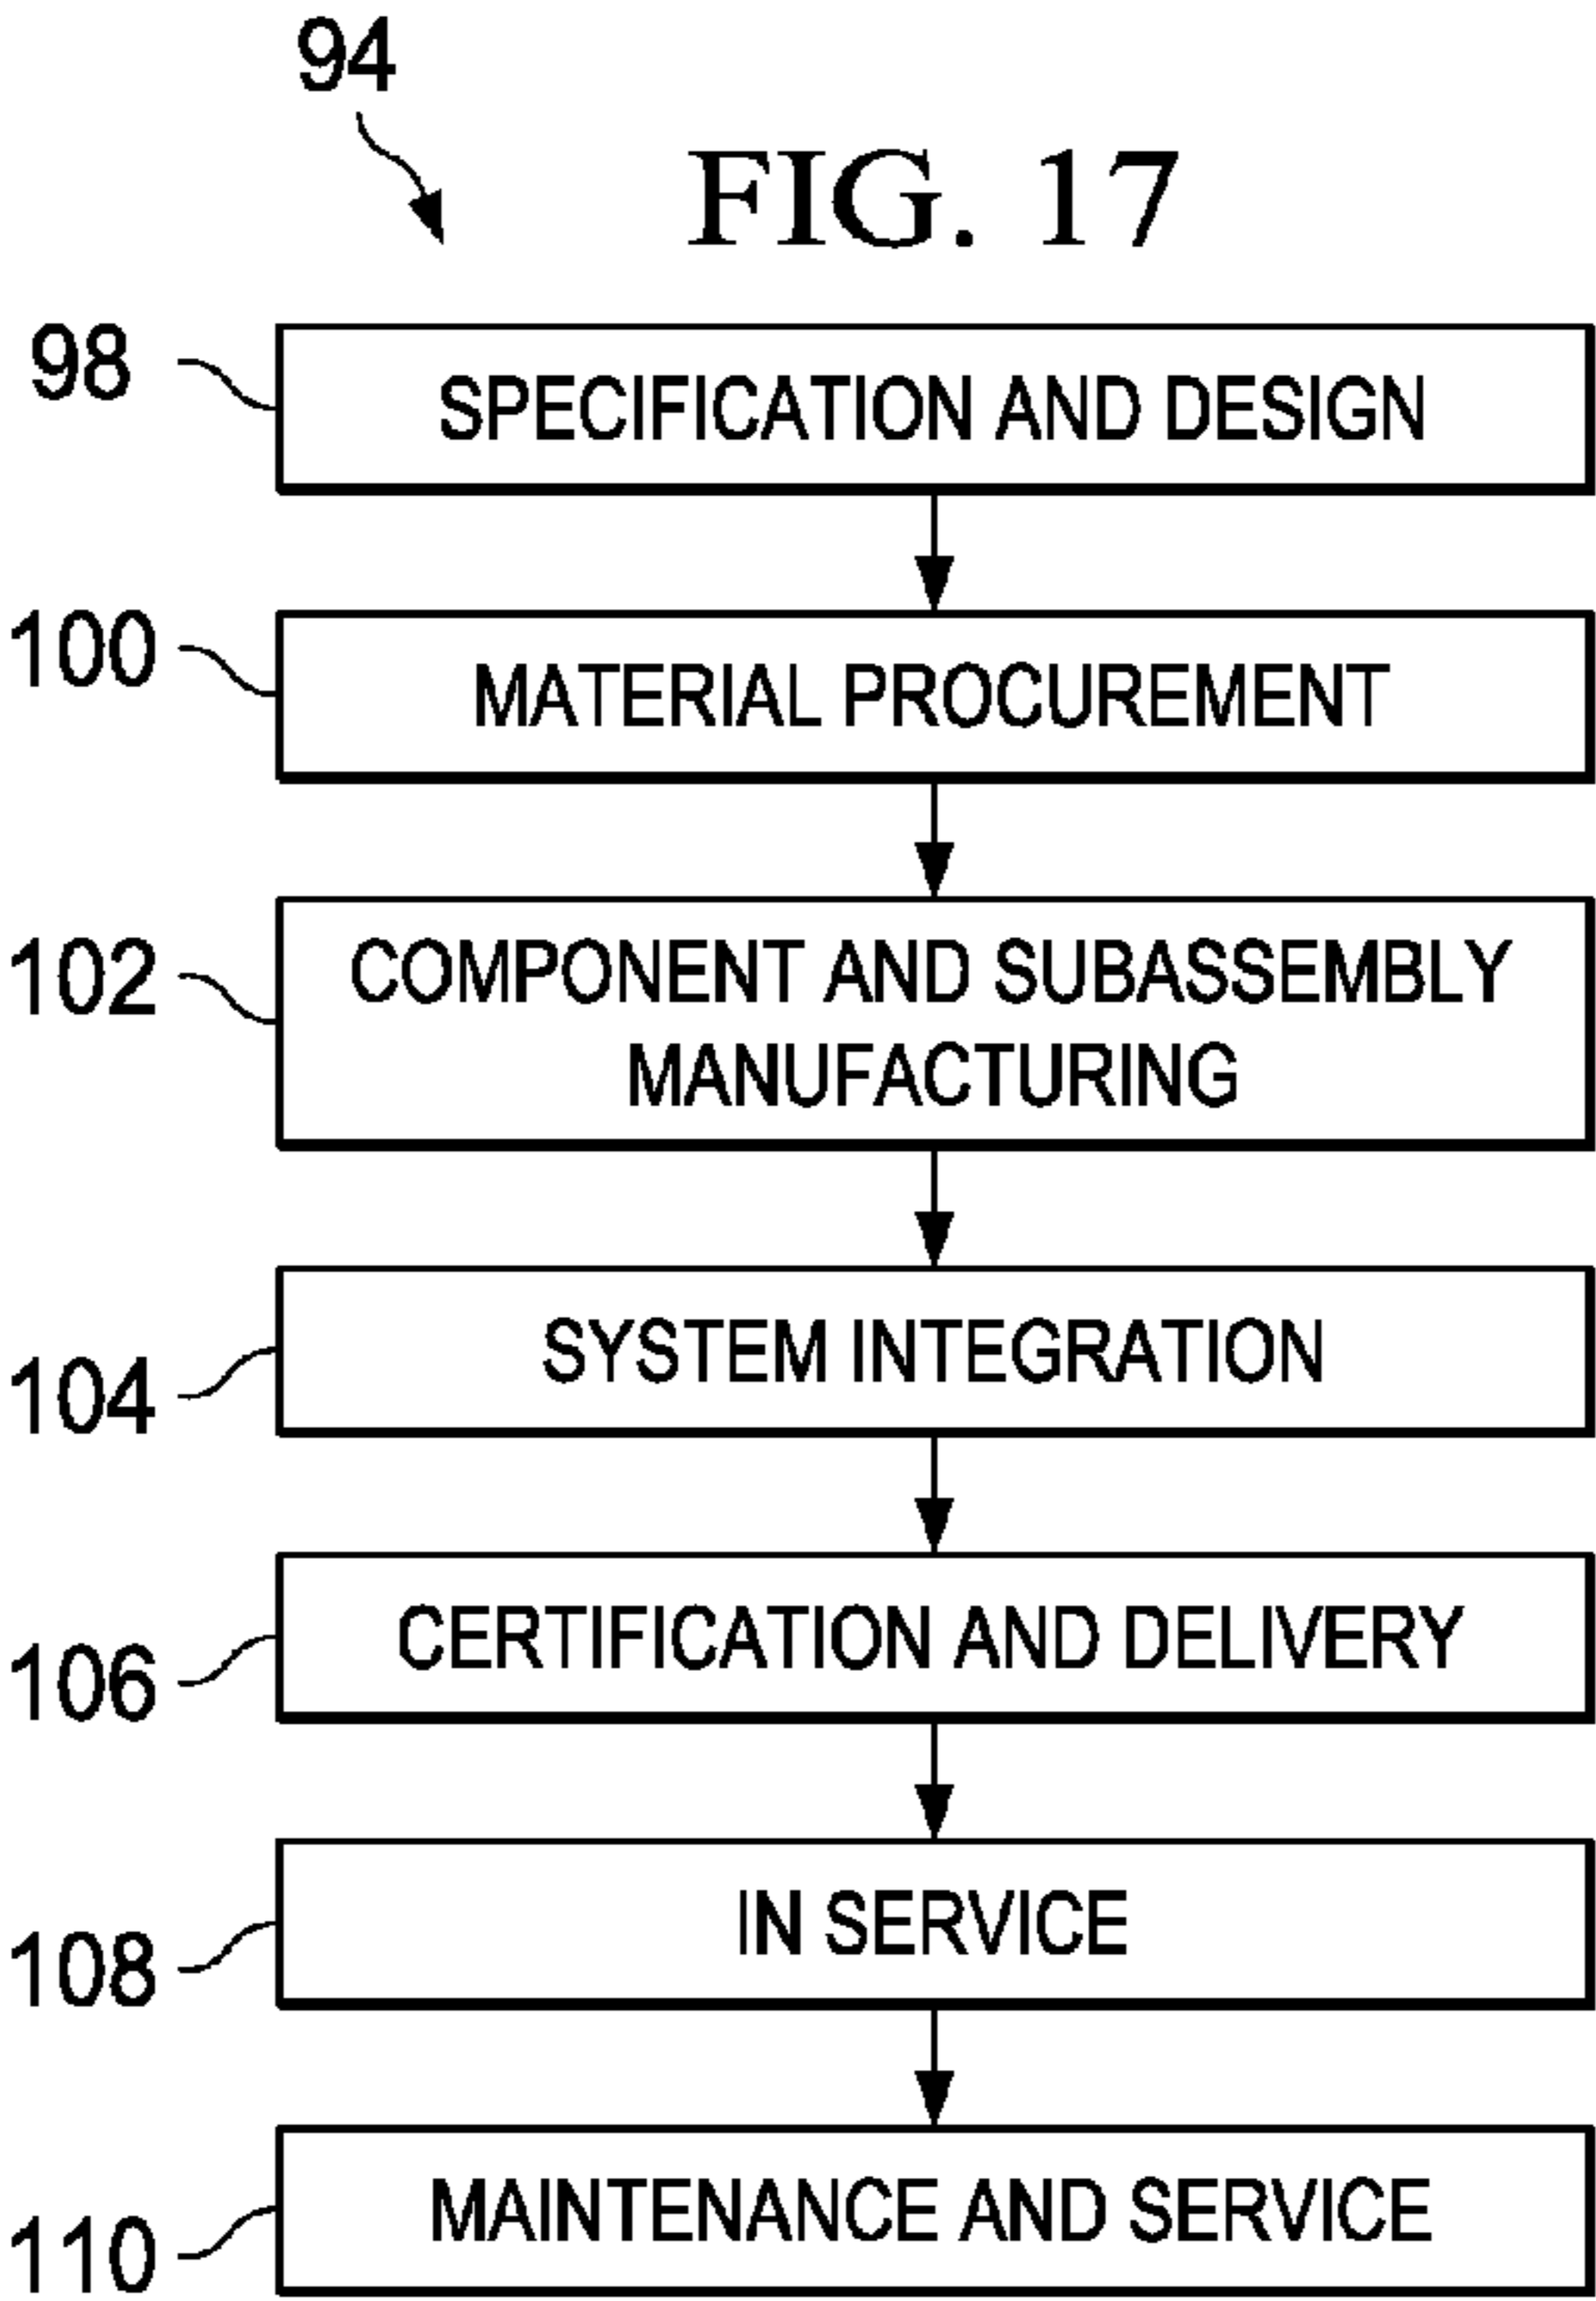 94
FIG. 17
98
SPECIFICATION AND DESIGN
100
MATERIAL PROCUREMENT
102
COMPONENT AND SUBASSEMBLY
MANUFACTURING
104
SYSTEM INTEGRATION
106
CERTIFICATION AND DELIVERY
108
IN SERVICE
110
MAINTENANCE AND SERVICE